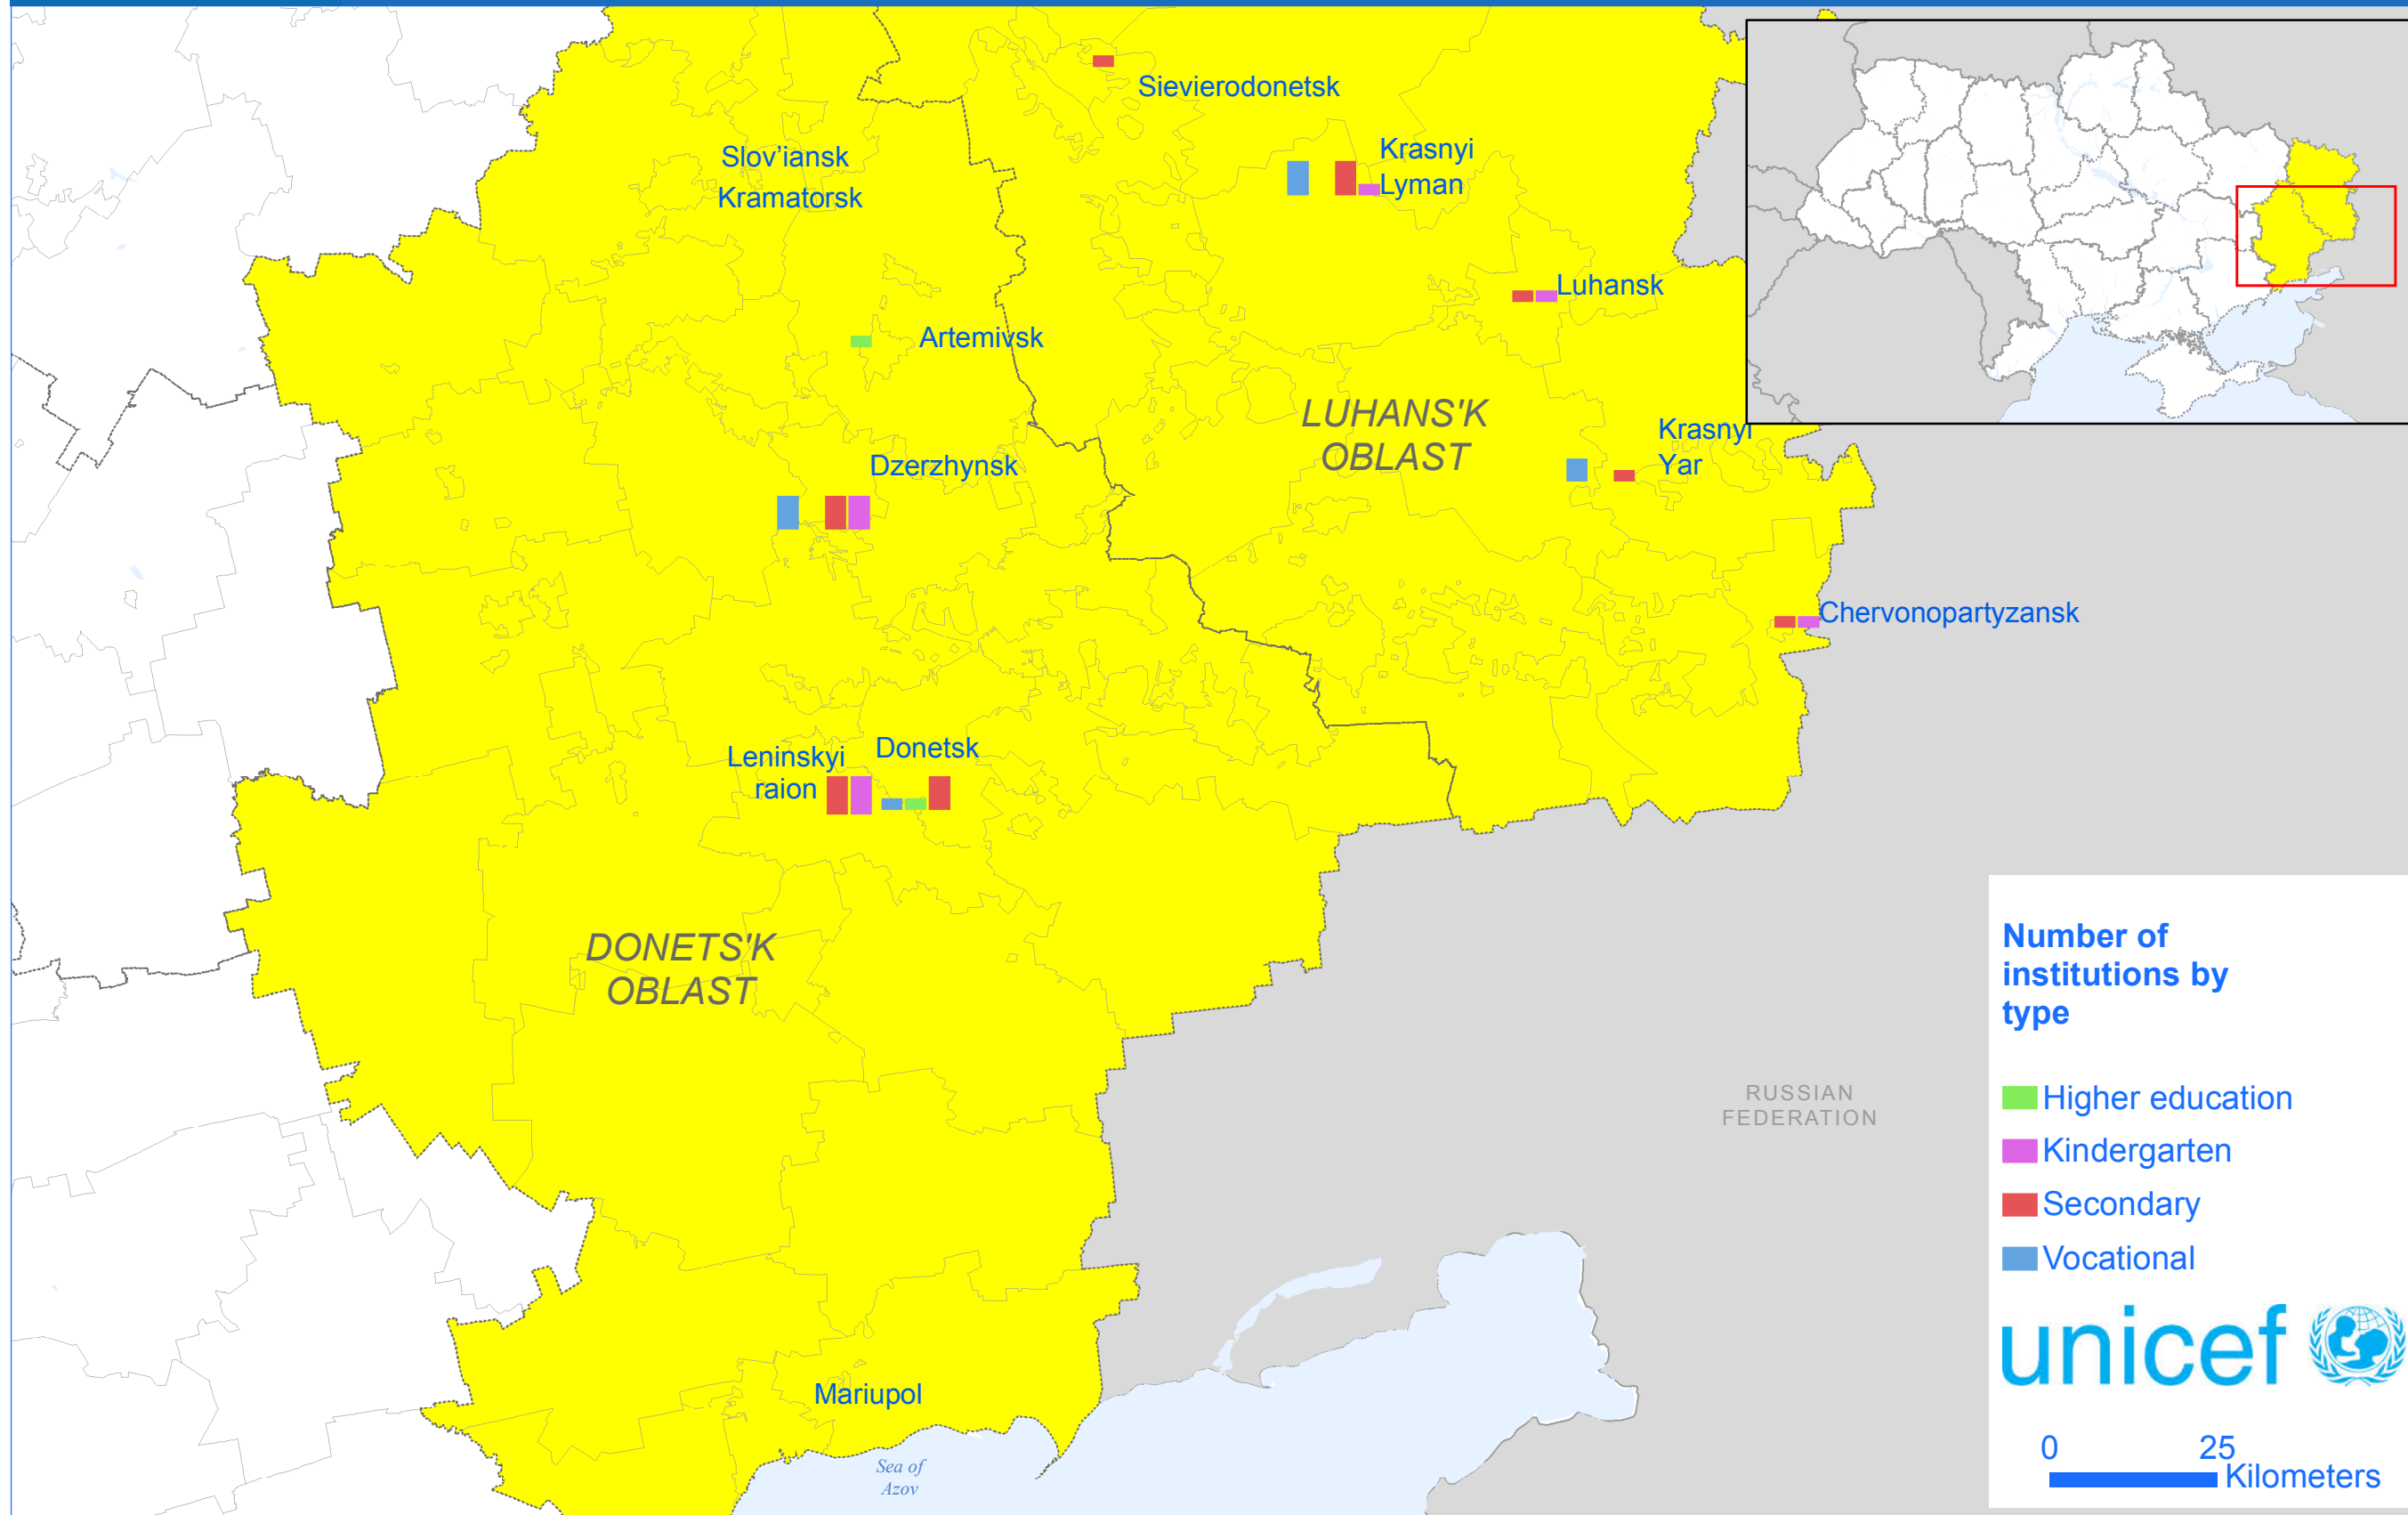 Sievierodonetsk
Slov'iansk
Kramatorsk
Krasnyi
Lyman
Luhansk
Artemivsk
LUHANS'K
OBLAST
Krasnyi
Yar
Dzerzhynsk
Chervonopartyzansk
Leninskyi
raion
Donetsk
DONETS'K
OBLAST
RUSSIAN
FEDERATION
Mariupol
Sea of
Azov
Number of
institutions by
type
Higher education
Kindergarten
Secondary
Vocational
unicef
0 25
Kilometers